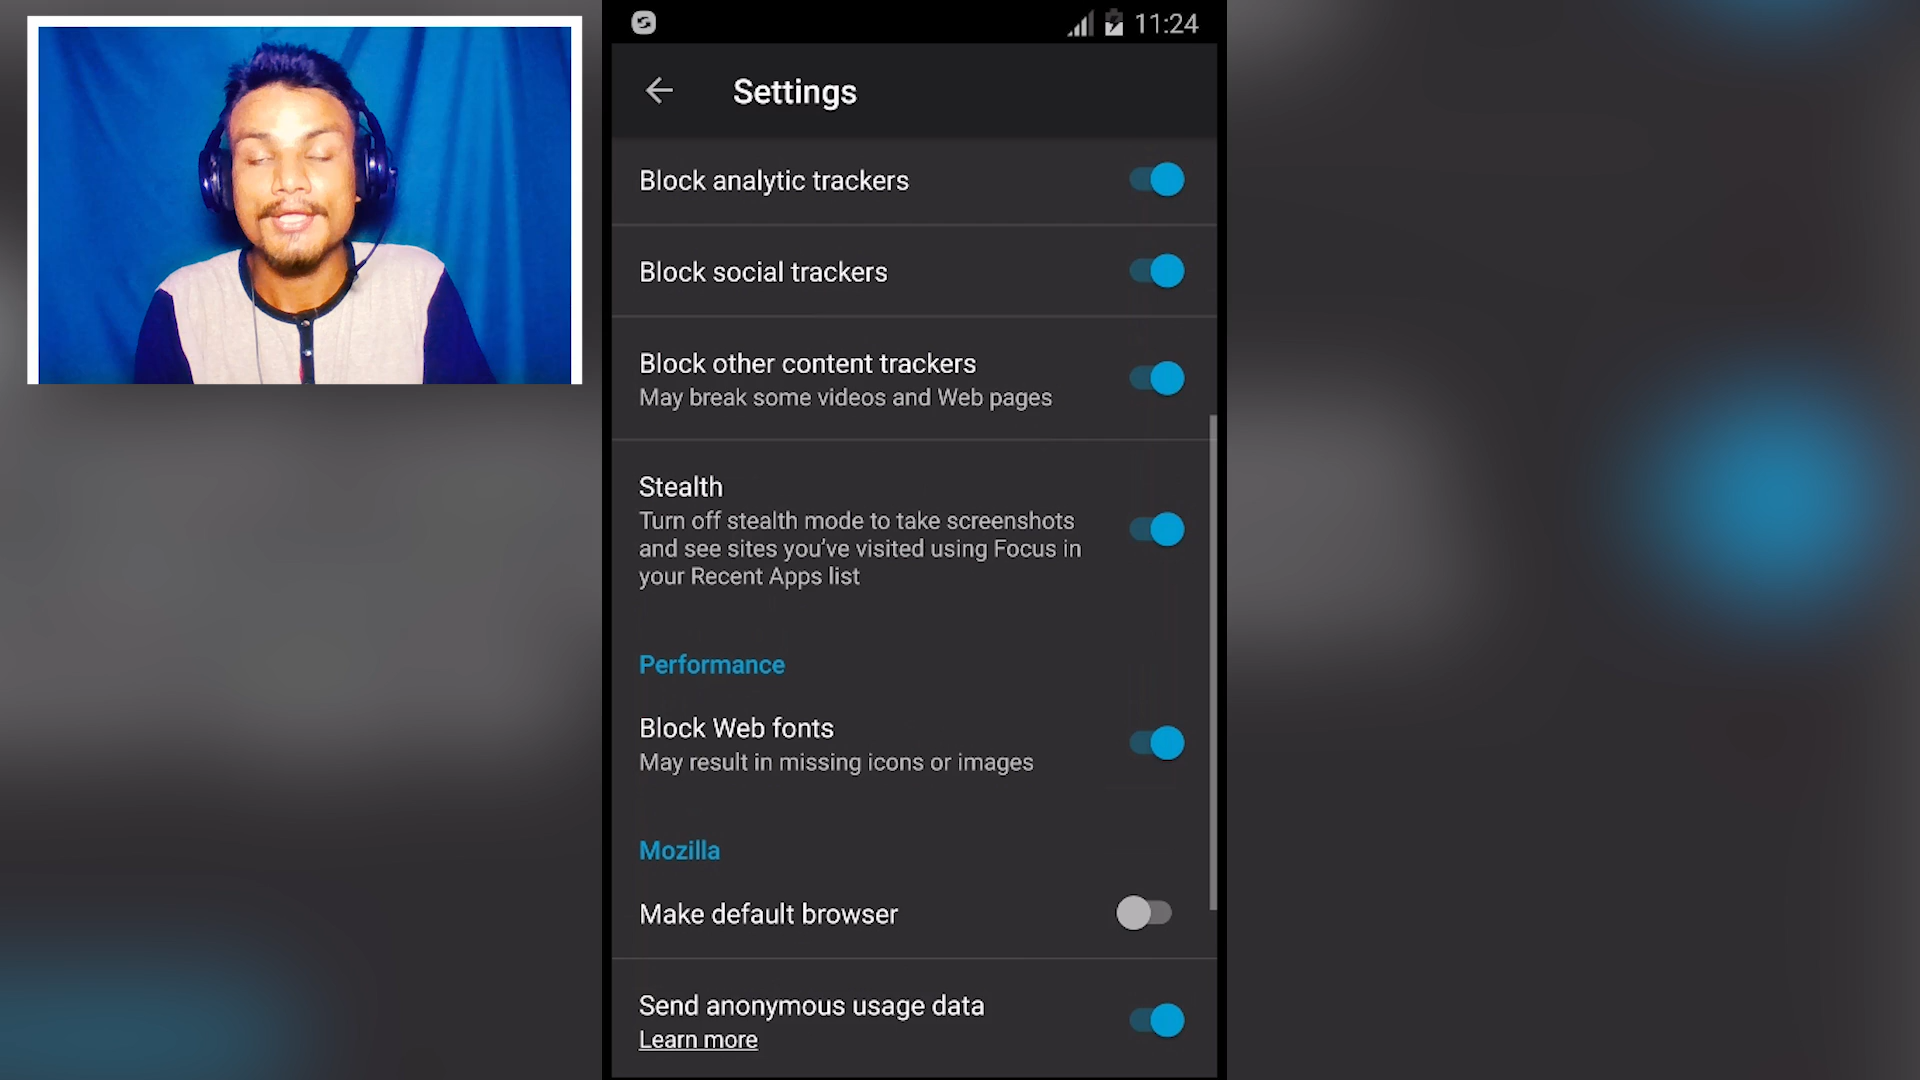 11:24
Settings
Block analytic trackers
Block social trackers
Block other content trackers
May break some videos and Web pages
Stealth
Turn off stealth mode to take screenshots
and see sites you've visited using Focus in
your Recent Apps list
Performance
Block Web fonts
May result in missing icons or images
Mozilla
Make default browser
Send anonymous usage data
Learn more